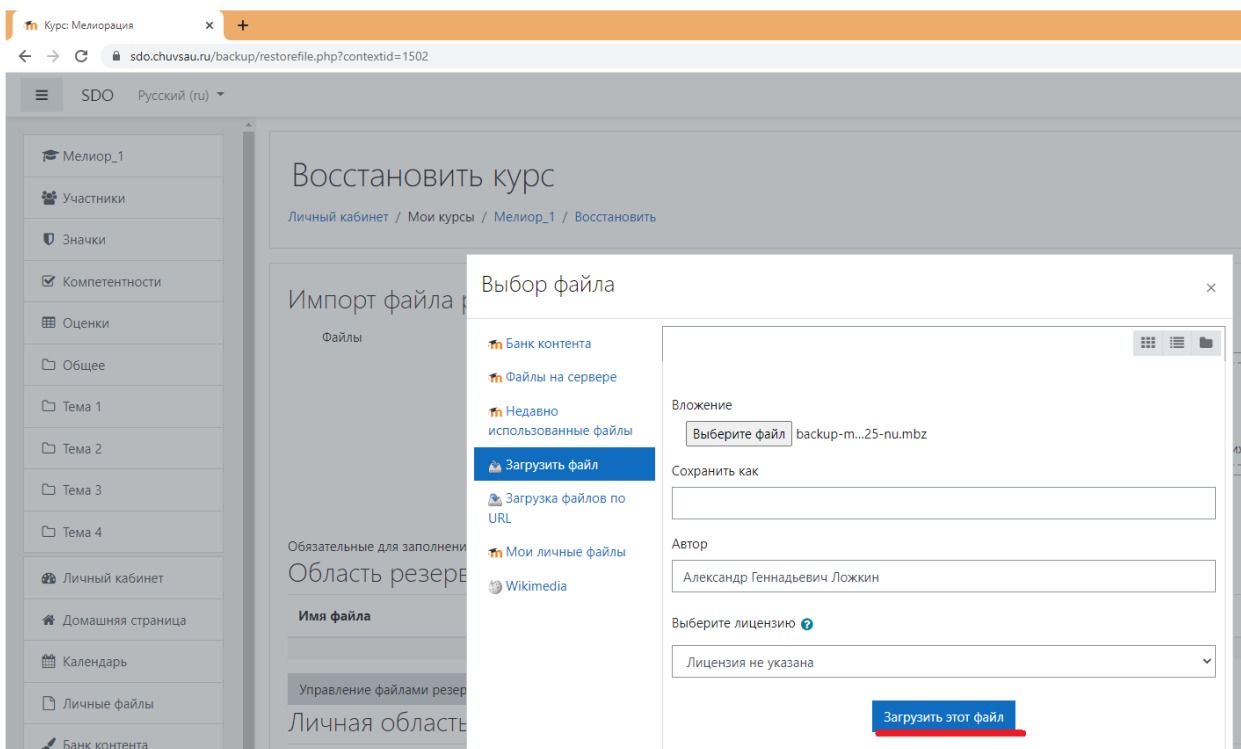 Курс: Мелиорация
sdo.chuvsau.ru/backup/restorefile.php?contextid=1502
SDO Русский (ru)
Мелиор_1
Участники
Значки
Компетентности
Оценки
Общее
Тема 1
Тема 2
Тема 3
Тема 4
Личный кабинет
Домашняя страница
Календарь
Личные файлы
Банк контента
Восстановить курс
Личный кабинет / Мои курсы / Мелиор_1 / Восстановить
Импорт файла
Файлы
Обязательные для заполнени
Область резерв
Имя файла
Управление файлами резер
Личная область
Выбор файла
Банк контента
Файлы на сервере
Недавно
использованные файлы
Загрузить файл
Загрузка файлов по
URL
Мои личные файлы
Wikimedia
Вложение
Выберите файл backup-m...25-nu.mbz
Сохранить как
Автор
Александр Геннадьевич Ложкин
Выберите лицензию
Лицензия не указана
Загрузить этот файл